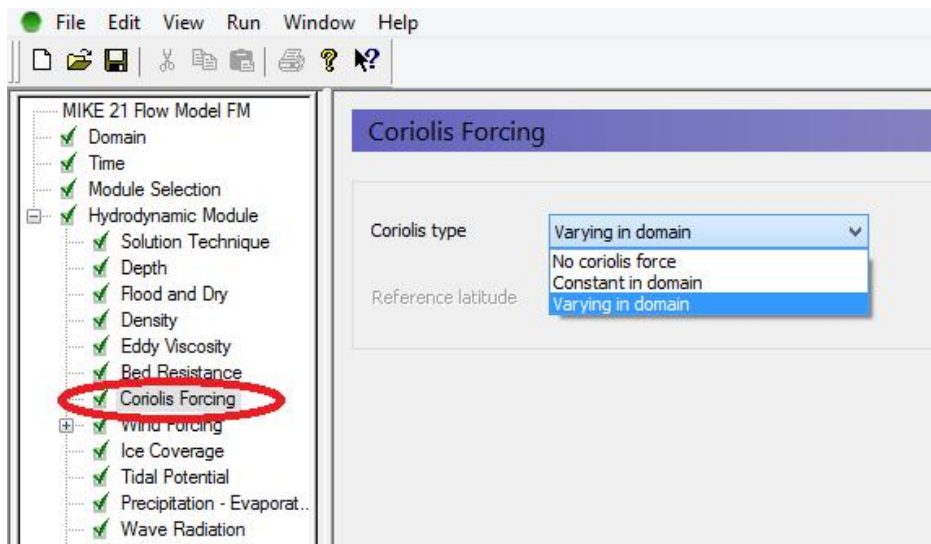 File Edit View Run Window Help
MIKE 21 Flow Model FM
Domain
Time
Module Selection
Hydrodynamic Module
Solution Technique
Depth
Flood and Dry
Density
Eddy Viscosity
Bed Resistance
Coriolis Forcing
Wind Forcing
Ice Coverage
Tidal Potential
Precipitation - Evaporat..
Wave Radiation
Coriolis Forcing
Coriolis type Varying in domain
No coriolis force
Constant in domain
Reference latitude Varying in domain